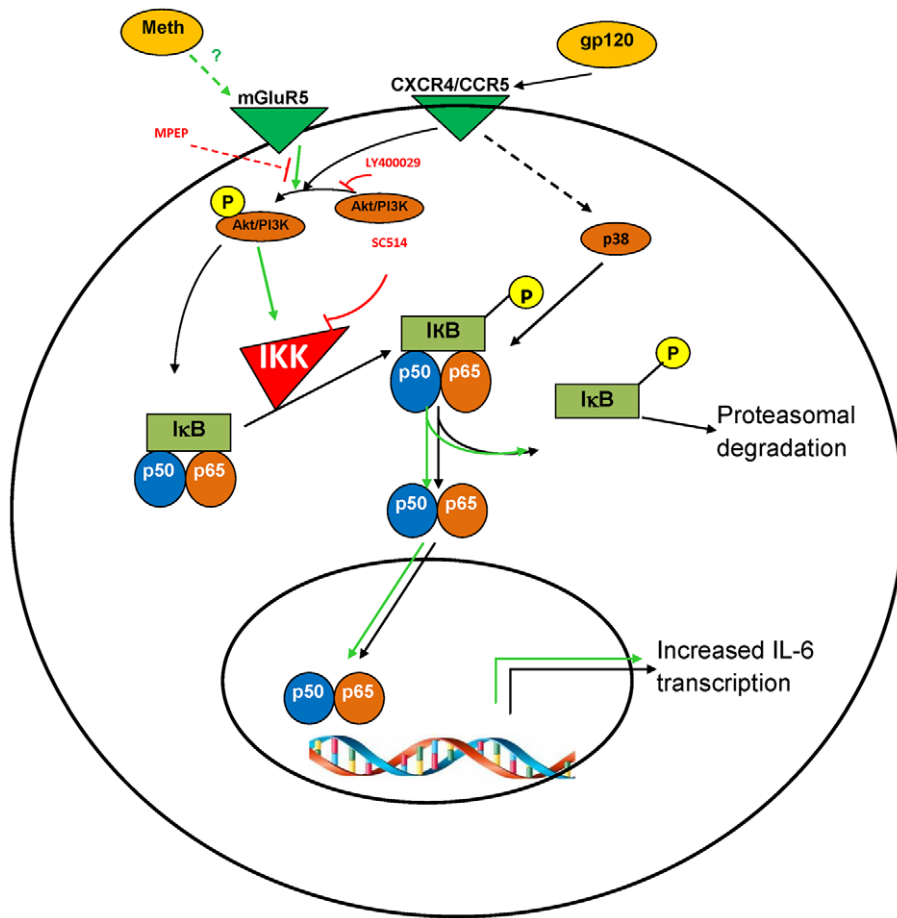 Meth
gp120
?
mGluR5
CXCR4/CCR5
MPEP
LY400029
P
Akt/PI3K
Akt/PI3K
SC514
p38
P
IKB
IKK
p50
p65
P
IκB
Proteasomal
degradation
IκB
p50
p65
p50
p65
Increased IL-6
transcription
p50
p65